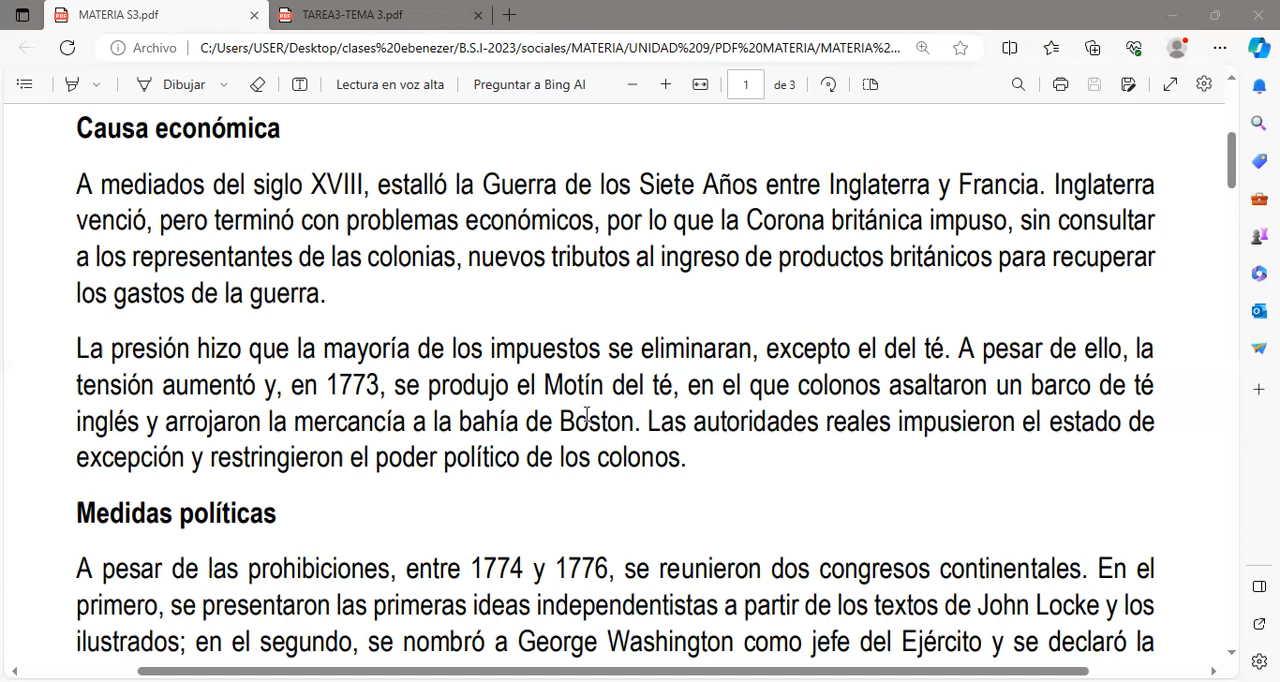 MATERIA S3.pdf
TAREA3-TEMA 3.pdf
Archivo
C:/Users/USER/Desktop/clases%20ebenezer/B.S.I-2023/sociales/MATERIA/UNIDAD%209/PDF%20MATERIA/MATERIA%2...
Dibujar
Lectura en voz alta
Preguntar a Bing AI
1
de 3
Causa económica
A mediados del siglo XVIII, estalló la Guerra de los Siete Años entre Inglaterra y Francia. Inglaterra
venció, pero terminó con problemas económicos, por lo que la Corona británica impuso, sin consultar
a los representantes de las colonias, nuevos tributos al ingreso de productos británicos para recuperar
los gastos de la guerra.
La presión hizo que la mayoría de los impuestos se eliminaran, excepto el del té. A pesar de ello, la
tensión aumentó y, en 1773, se produjo el Motín del té, en el que colonos asaltaron un barco de té
inglés y arrojaron la mercancía a la bahía de Boston. Las autoridades reales impusieron el estado de
excepción y restringieron el poder político de los colonos.
Medidas políticas
A pesar de las prohibiciones, entre 1774 y 1776, se reunieron dos congresos continentales. En el
primero, se presentaron las primeras ideas independentistas a partir de los textos de John Locke y los
ilustrados; en el segundo, se nombró a George Washington como jefe del Ejército y se declaró la